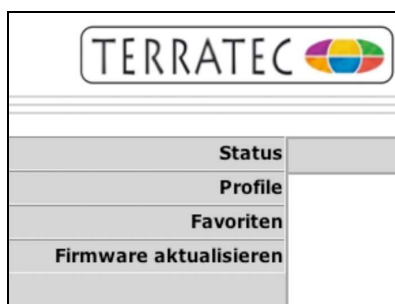 TERRATEC
Status
Profile
Favoriten
Firmware aktualisieren